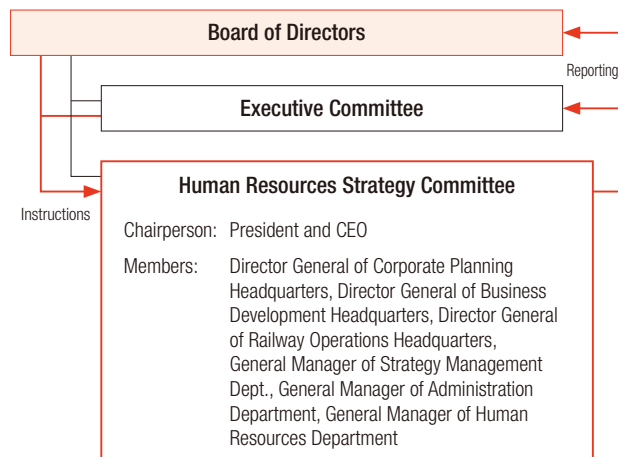 Board of Directors
Reporting
Executive Committee
Human Resources Strategy Committee
Instructions
Chairperson: President and CEO
Members: Director General of Corporate Planning
Headquarters, Director General of Business
Development Headquarters, Director General
of Railway Operations Headquarters,
General Manager of Strategy Management
Dept., General Manager of Administration
Department, General Manager of Human
Resources Department